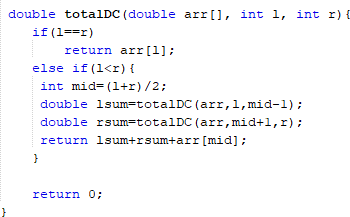 double totalDC(double arr[], int l, int r){
if(l==r)
return arr[l];
else if(l<r){
int mid=(l+r)/2;
double lsum=totalDC(arr,l,mid-1);
double rsum=totalDC(arr,mid+1,r);
return lsum+rsum+arr[mid];
}
return 0;
}